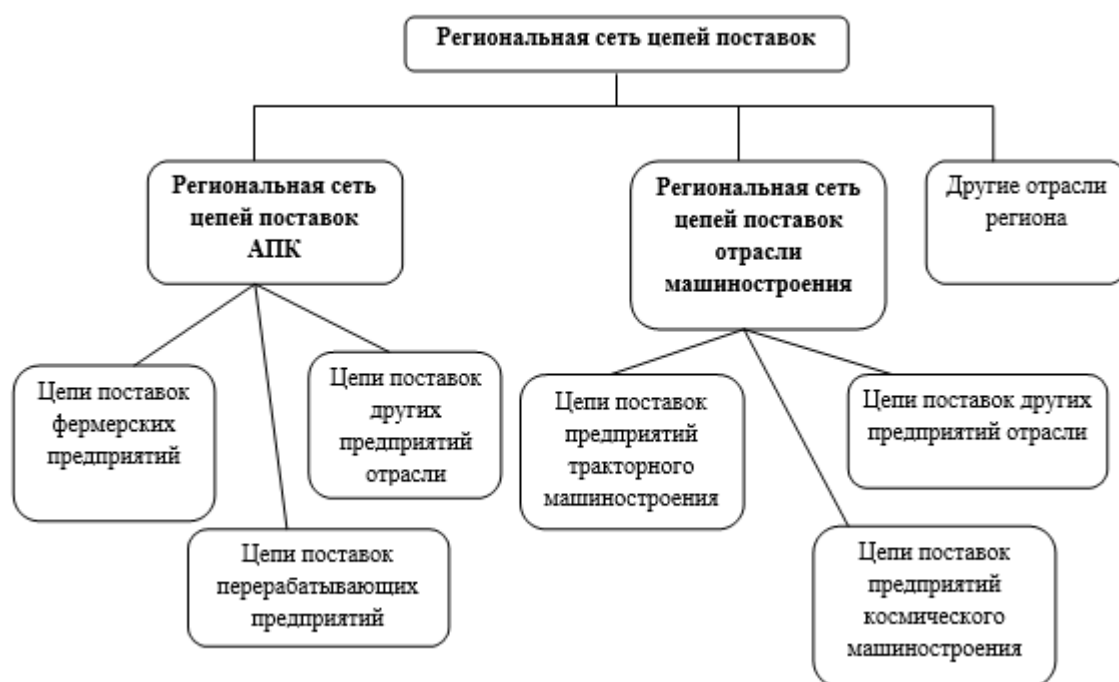 Региональная сеть цепей поставок
Региональная сеть
цепей поставок
АПК
Региональная сеть
цепей поставок
отрасли
машиностроения
Другие отрасли
региона
Цепи поставок
фермерских
предприятий
Цепи поставок
других
предприятий
отрасли
Цепи поставок
перерабатывающих
предприятий
Цепи поставок
предприятий
тракторного
машиностроения
Цепи поставок других
предприятий отрасли
Цепи поставок
предприятий
космического
машиностроения